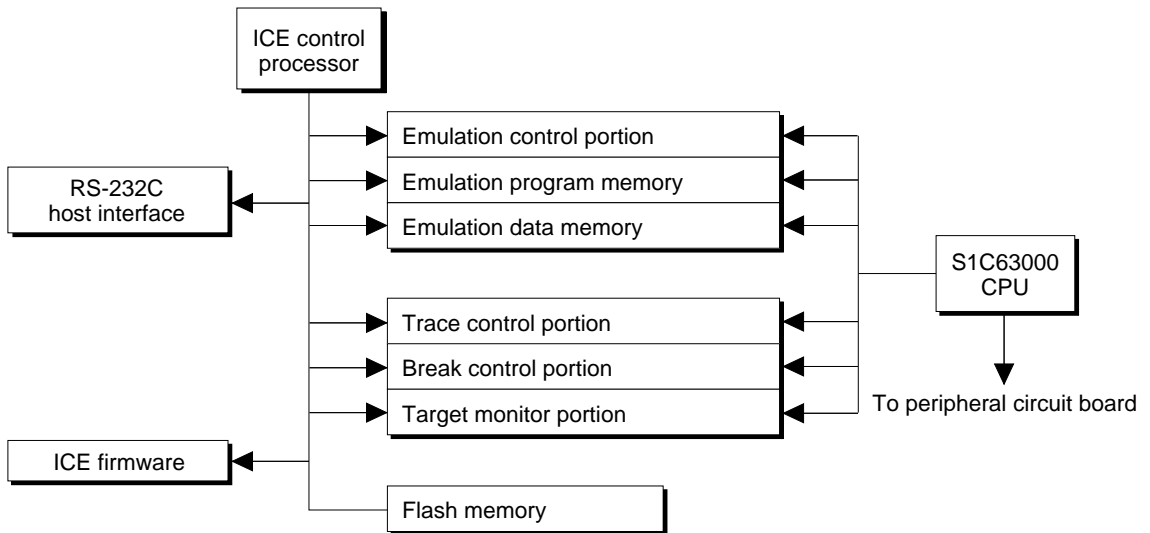 ICE control
processor
Emulation control portion
Emulation program memory
RS-232C
host interface
Emulation data memory
S1C63000
CPU
Trace control portion
Break control portion
To peripheral circuit board
Target monitor portion
ICE firmware
Flash memory